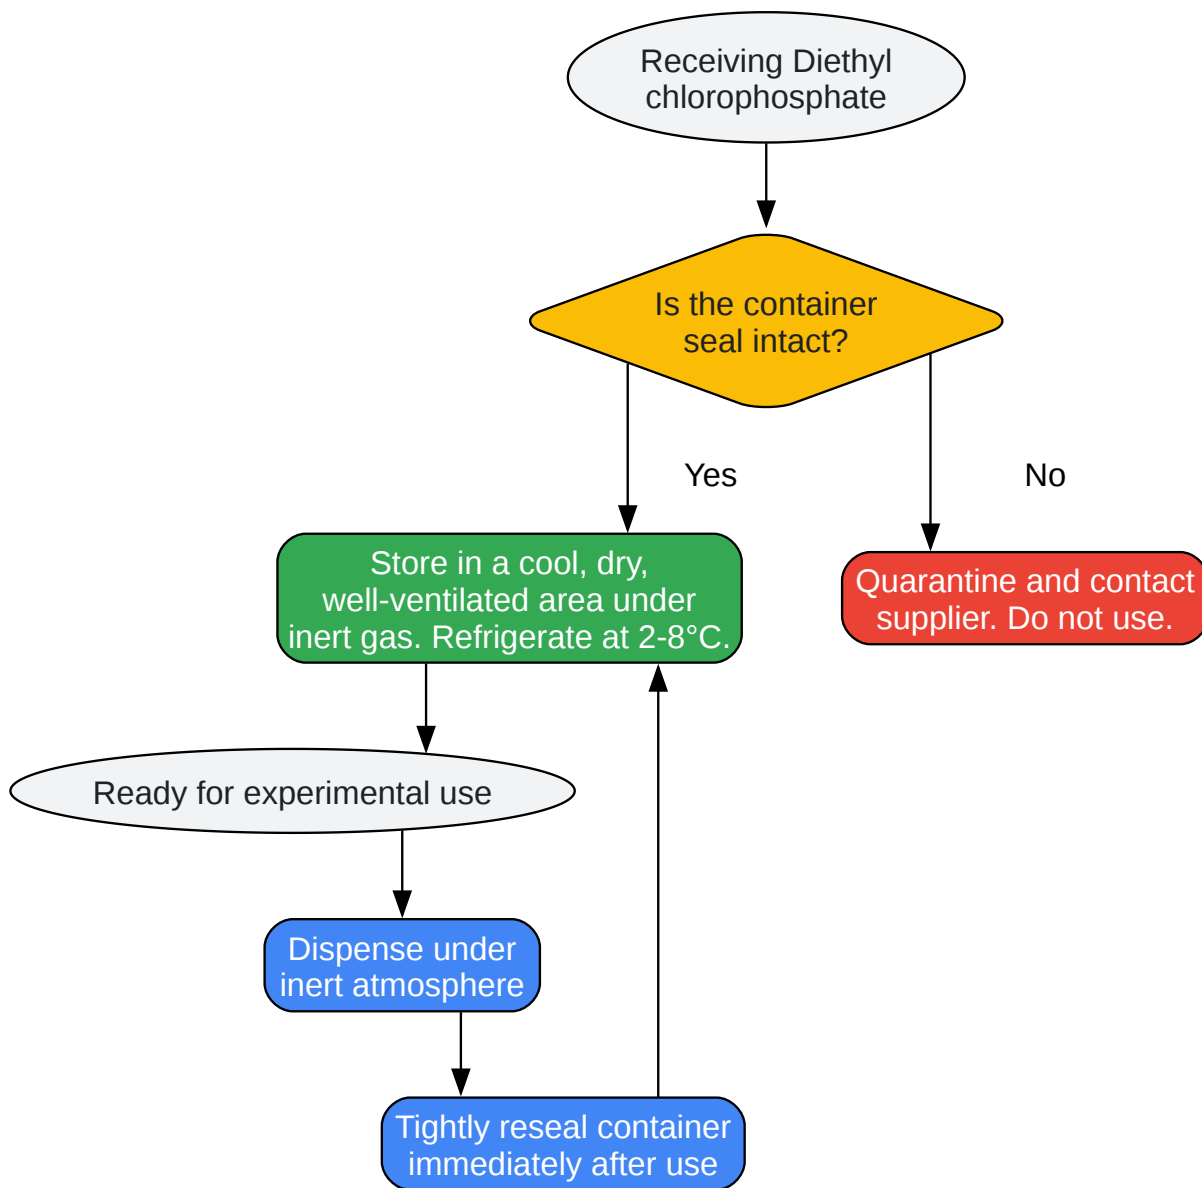 Receiving Diethyl
chlorophosphate
Is the container
seal intact?
Yes
No
Store in a cool, dry,
well-ventilated area under
inert gas. Refrigerate at 2-8°C.
Quarantine and contact
supplier. Do not use.
Ready for experimental use
Dispense under
inert atmosphere
Tightly reseal container
immediately after use